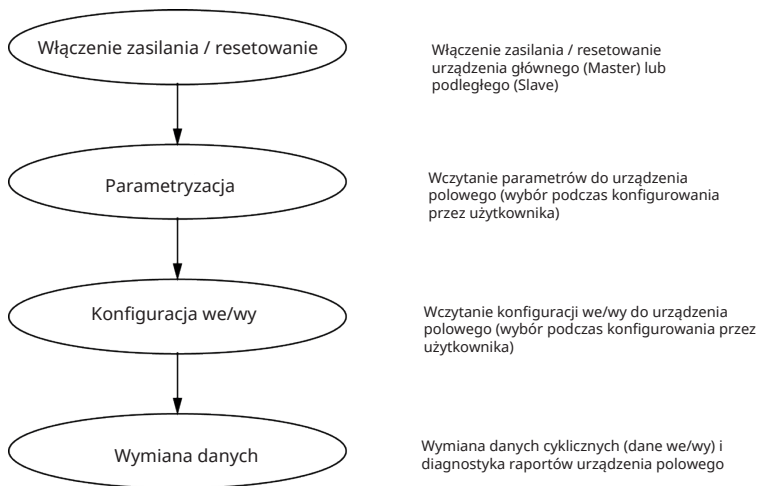 Włączenie zasilania / resetowanie
Włączenie zasilania / resetowanie
urządzenia głównego (Master) lub
podległego (Slave)
Parametryzacja
Wczytanie parametrów do urządzenia
polowego (wybór podczas konfigurowania
przez użytkownika)
Konfiguracja we/wy
Wczytanie konfiguracji we/wy do urządzenia
polowego (wybór podczas konfigurowania przez
użytkownika)
Wymiana danych
Wymiana danych cyklicznych (dane we/wy) i
diagnostyka raportów urządzenia polowego